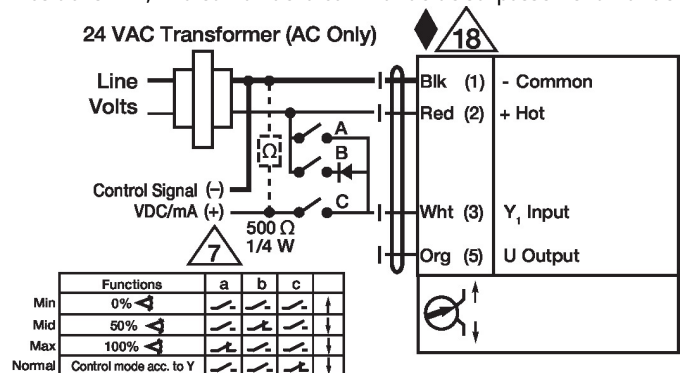 24 VAC Transformer (AC Only)
18
Line
Volts
Blk (1) - Common
Red (2) + Hot
A
B
C
Ω
Control Signal (–)
VDC/mA (+)
500 Ω
1/4 W
7
Wht (3) Y1 Input
Org (5) U Output
Functions a b c
Min 0%
Mid 50%
Max 100%
Normal Control mode acc. to Y